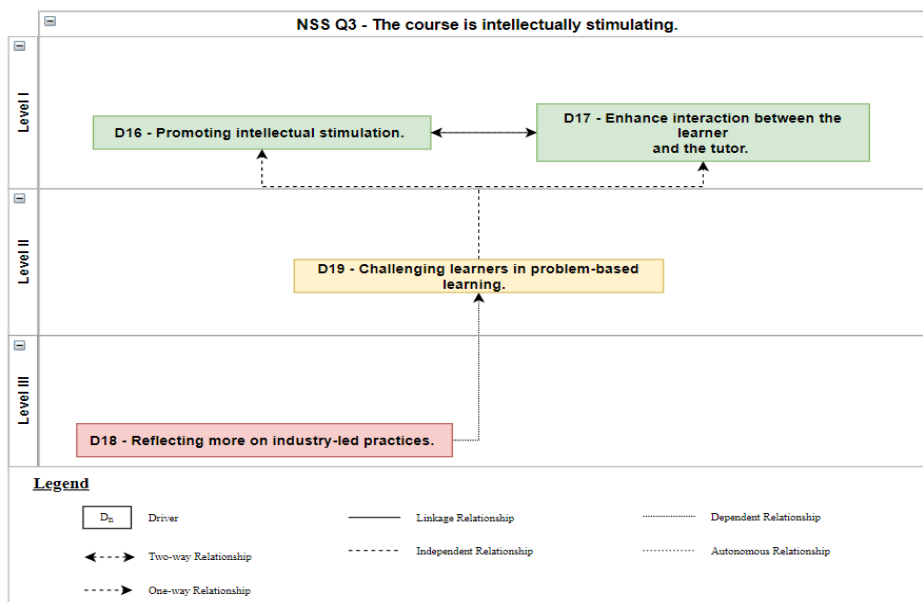 NSS Q3 - The course is intellectually stimulating.
Level I
D16 - Promoting intellectual stimulation.
D17 - Enhance interaction between the
learner
and the tutor.
Level II
D19 - Challenging learners in problem-based
learning.
Level III
D18 - Reflecting more on industry-led practices.
Legend
Dn
Driver
Linkage Relationship
Dependent Relationship
Two-way Relationship
Independent Relationship
Autonomous Relationship
One-way Relationship